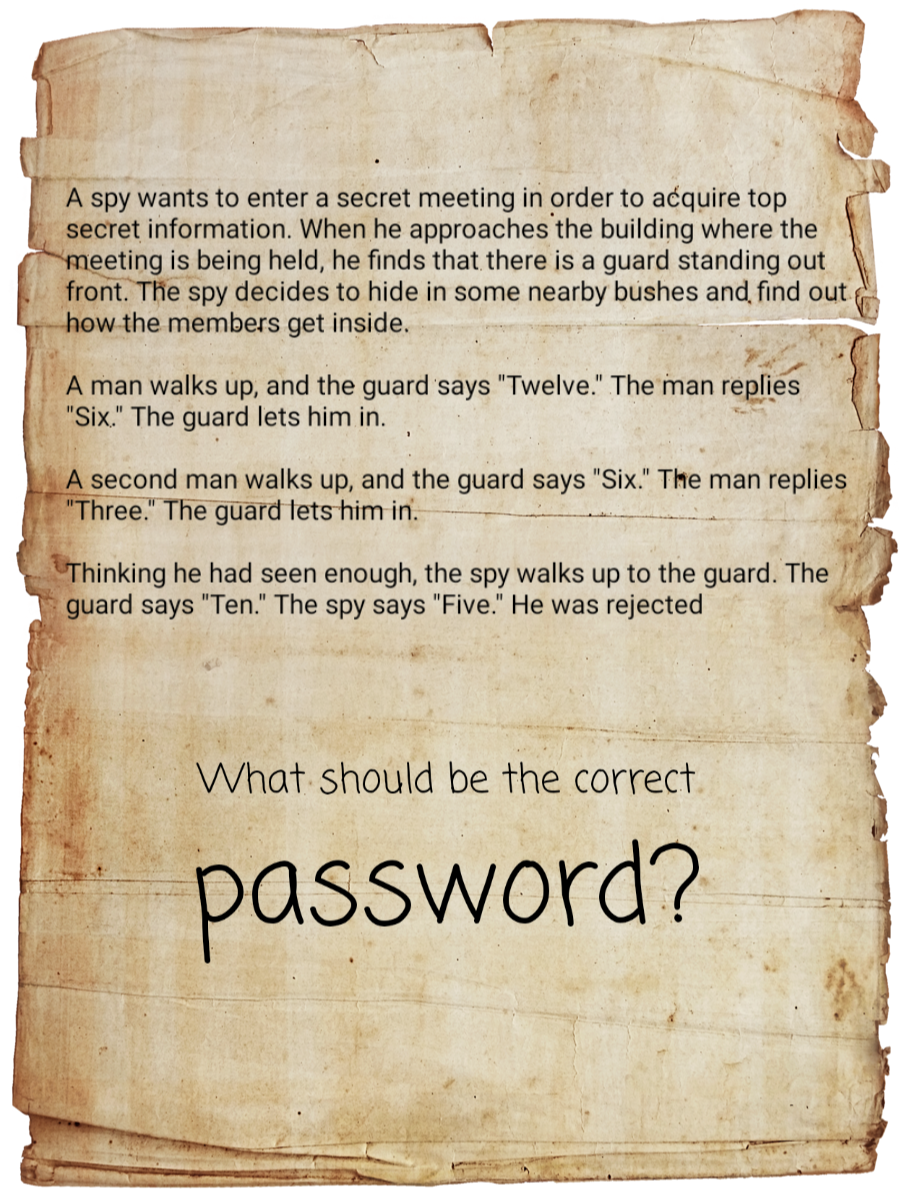 A spy wants to enter a secret meeting in order to acquire top
secret information. When he approaches the building where the
meeting is being held, he finds that there is a guard standing out
front. The spy decides to hide in some nearby bushes and find out
how the members get inside.
A man walks up, and the guard says "Twelve." The man replies
"Six." The guard lets him in.
A second man walks up, and the guard says "Six." The man replies
"Three." The guard lets him in.
Thinking he had seen enough, the spy walks up to the guard. The
guard says "Ten." The spy says "Five." He was rejected
What should be the correct
password?